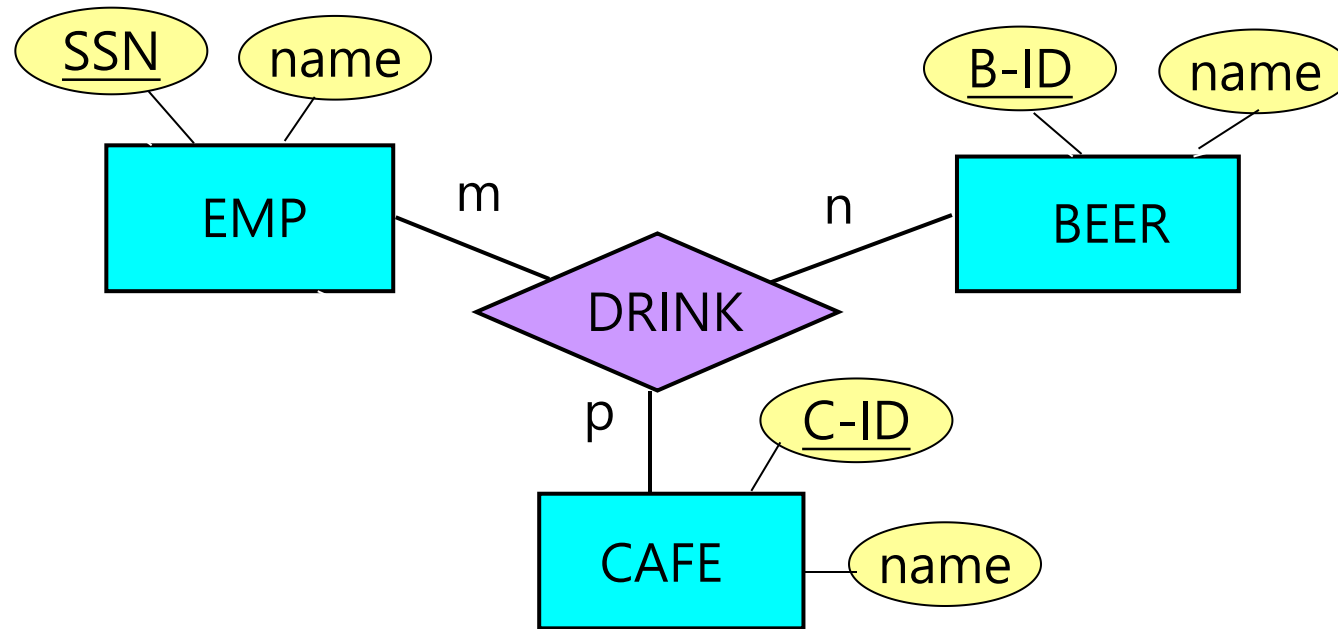 SSN
name
B-ID
name
EMP
m
n
BEER
DRINK
p
C-ID
CAFE
name